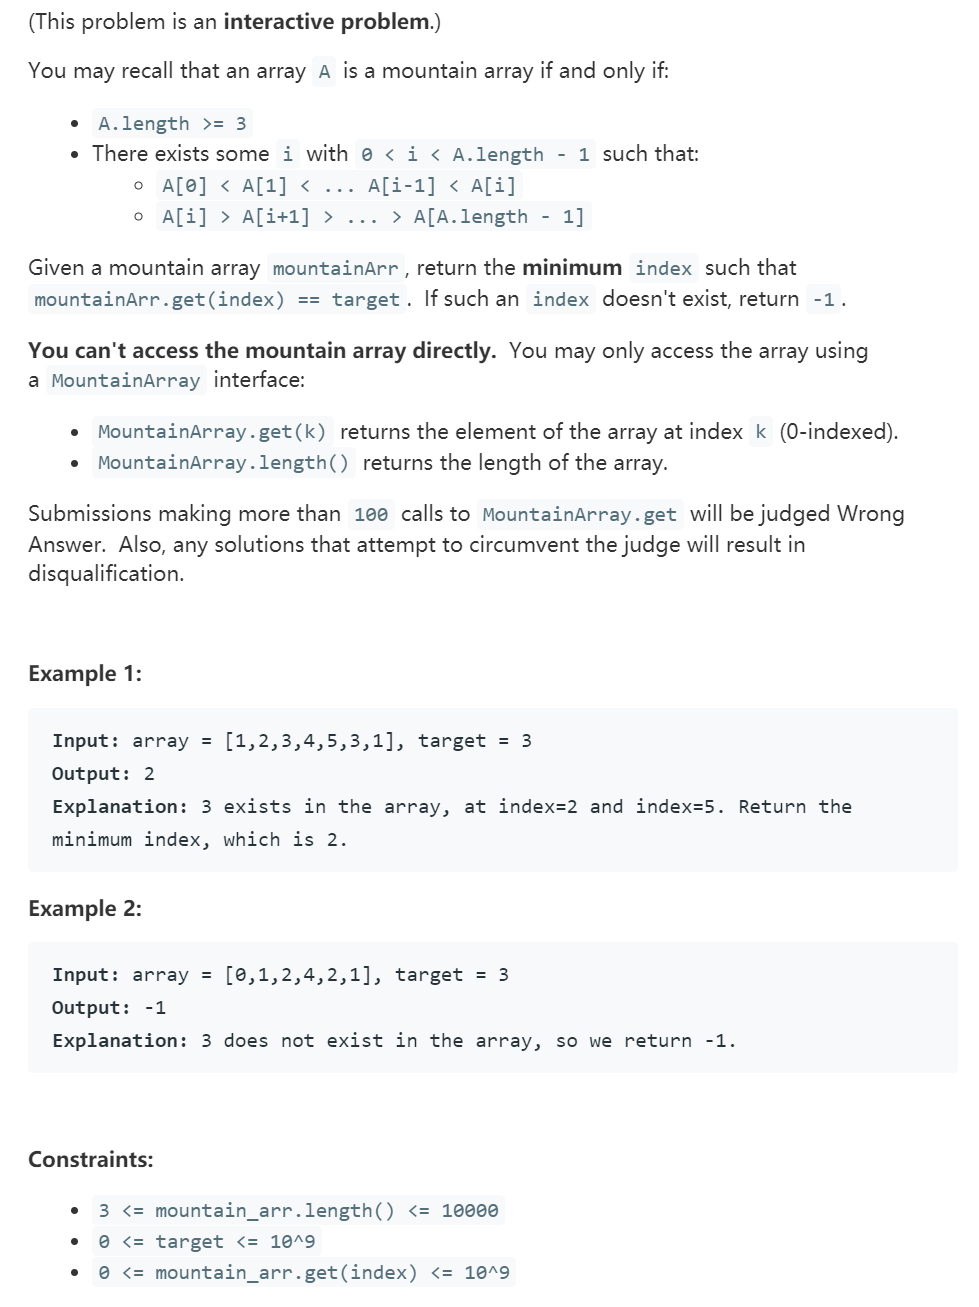 (This problem is an interactive problem.)
You may recall that an array A is a mountain array if and only if:
• A.length >= 3
• There exists some i with 0 < i < A.length - 1 such that:
○ A[0] < A[1] < ... A[i-1] < A[i]
○ A[i] > A[i+1] > ... > A[A.length - 1]
Given a mountain array mountainArr, return the minimum index such that
mountainArr.get(index) == target. If such an index doesn't exist, return -1.
You can't access the mountain array directly. You may only access the array using
a MountainArray interface:
• MountainArray.get(k) returns the element of the array at index k (0-indexed).
• MountainArray.length() returns the length of the array.
Submissions making more than 100 calls to MountainArray.get will be judged Wrong
Answer. Also, any solutions that attempt to circumvent the judge will result in
disqualification.
Example 1:
Input: array = [1,2,3,4,5,3,1], target = 3
Output: 2
Explanation: 3 exists in the array, at index=2 and index=5. Return the
minimum index, which is 2.
Example 2:
Input: array = [0,1,2,4,2,1], target = 3
Output: -1
Explanation: 3 does not exist in the array, so we return -1.
Constraints:
• 3 <= mountain_arr.length() <= 10000
• 0 <= target <= 10^9
• 0 <= mountain_arr.get(index) <= 10^9